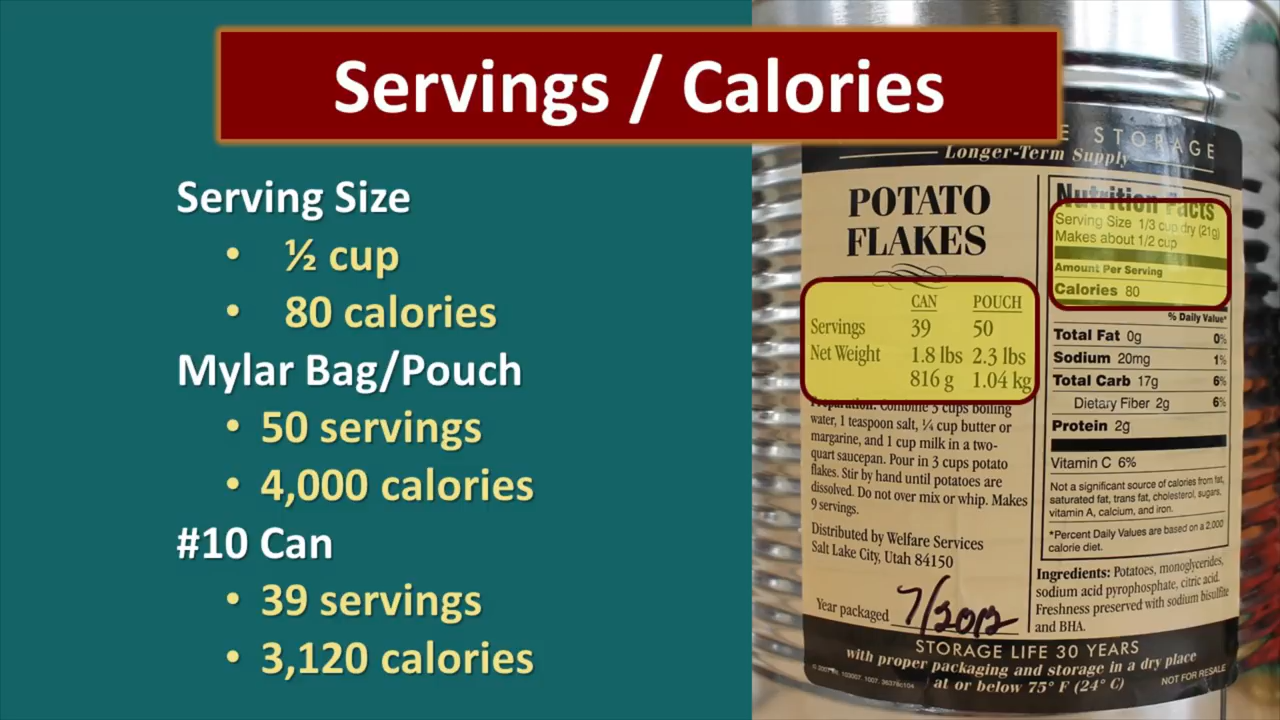 Servings / Calories
Serving Size
• ½ cup
• 80 calories
Mylar Bag/Pouch
• 50 servings
• 4,000 calories
#10 Can
• 39 servings
• 3,120 calories
E STORAGE
Longer-Term Supply
POTATO
FLAKES
CAN POUCH
Servings 39 50
Net Weight 1.8 lbs 2.3 lbs
816 g 1.04 kg
Preparation: Combine 3 cups boiling
water, 1 teaspoon salt, ¼ cup butter or
margarine, and 1 cup milk in a two-
quart saucepan. Pour in 3 cups potato
flakes. Stir by hand until potatoes are
dissolved. Do not over mix or whip. Makes
9 servings.
Distributed by Welfare Services
Salt Lake City, Utah 84150
Year packaged 7/2012
Nutrition Facts
Serving Size 1/3 cup dry (21g)
Makes about 1/2 cup
Amount Per Serving
Calories 80
% Daily Value*
Total Fat 0g 0%
Sodium 20mg 1%
Total Carb 17g 6%
Dietary Fiber 2g 6%
Protein 2g
Vitamin C 6%
Not a significant source of calories from fat,
saturated fat, trans fat, cholesterol, sugars,
vitamin A, calcium, and iron.
*Percent Daily Values are based on a 2,000
calorie diet.
Ingredients: Potatoes, monoglycerides,
sodium acid pyrophosphate, citric acid.
Freshness preserved with sodium bisulfite
and BHA.
STORAGE LIFE 30 YEARS
with proper packaging and storage in a dry place
at or below 75° F (24° C)
NOT FOR RESALE